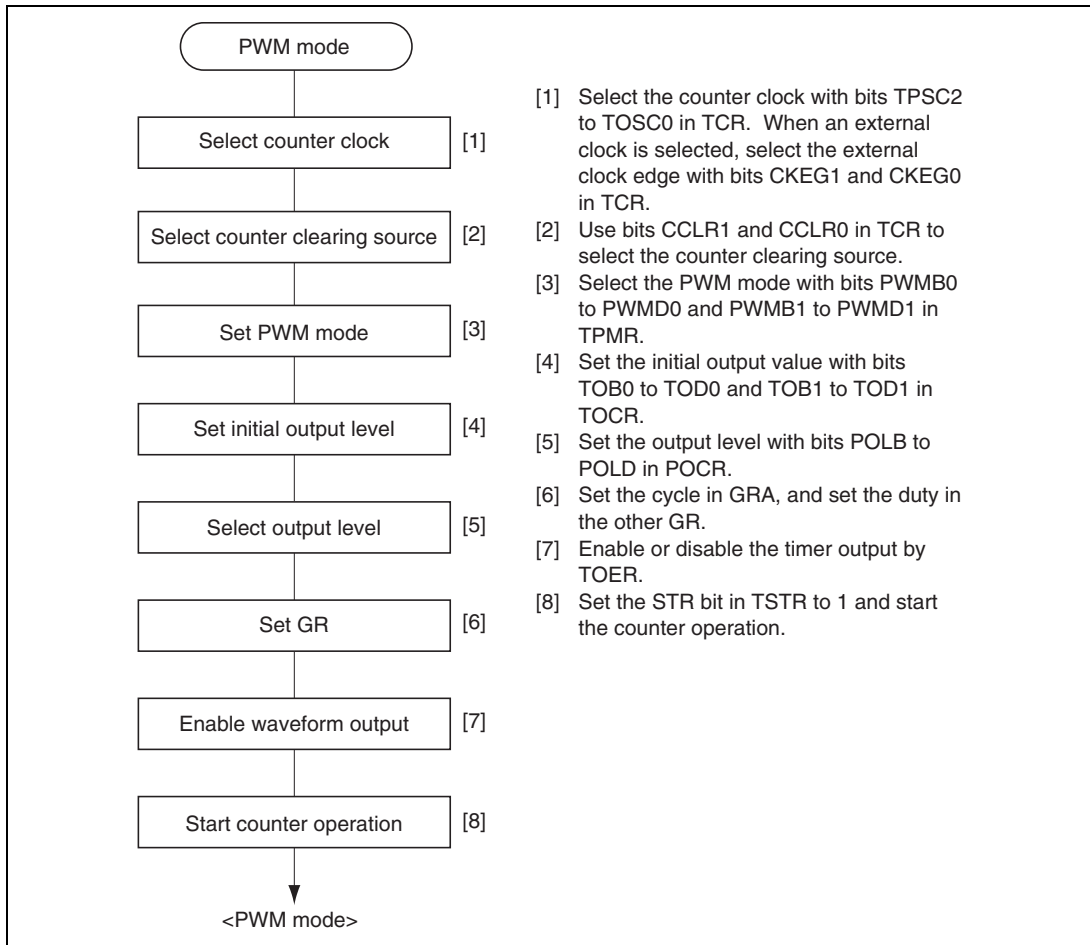 PWM mode
Select counter clock [1]
Select counter clearing source [2]
Set PWM mode [3]
Set initial output level [4]
Select output level [5]
Set GR [6]
Enable waveform output [7]
Start counter operation [8]
<PWM mode>
[1] Select the counter clock with bits TPSC2
to TOSC0 in TCR. When an external
clock is selected, select the external
clock edge with bits CKEG1 and CKEG0
in TCR.
[2] Use bits CCLR1 and CCLR0 in TCR to
select the counter clearing source.
[3] Select the PWM mode with bits PWMB0
to PWMD0 and PWMB1 to PWMD1 in
TPMR.
[4] Set the initial output value with bits
TOB0 to TOD0 and TOB1 to TOD1 in
TOCR.
[5] Set the output level with bits POLB to
POLD in POCR.
[6] Set the cycle in GRA, and set the duty in
the other GR.
[7] Enable or disable the timer output by
TOER.
[8] Set the STR bit in TSTR to 1 and start
the counter operation.